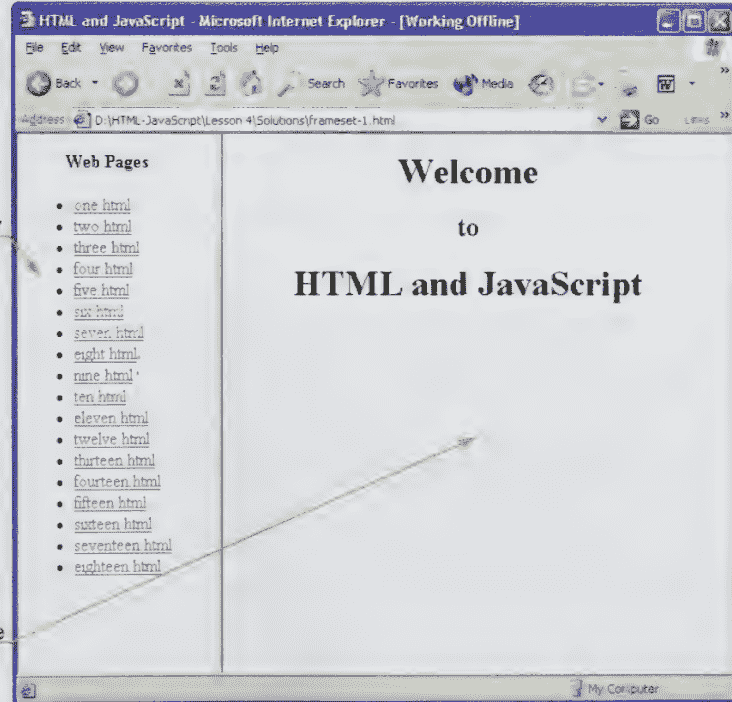 HTML and JavaScript - Microsoft Internet Explorer - [Working Offline]
File Edit View Favorites Tools Help
Back Search Favorites Media
Address D:\HTML-JavaScript\Lesson 4\Solutions\frameset-1.html Go
Web Pages
one html
two html
three html
four html
five html
six html
seven html
eight html
nine html
ten html
eleven html
twelve html
thirteen html
fourteen html
fifteen html
sixteen html
seventeen html
eighteen html
Welcome
to
HTML and JavaScript
My Computer